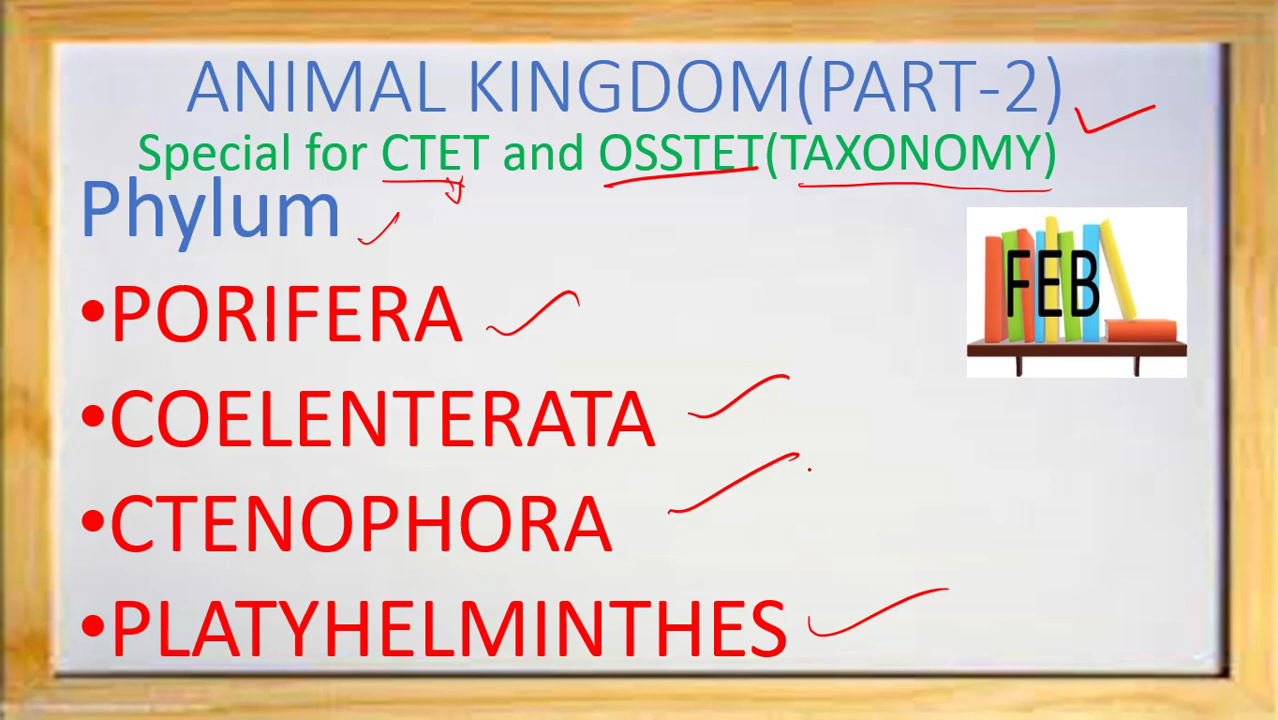 ANIMAL KINGDOM(PART-2)
Special for CTET and OSSTET(TAXONOMY)
Phylum
•PORIFERA
•COELENTERATA
•CTENOPHORA
•PLATYHELMINTHES
FEB